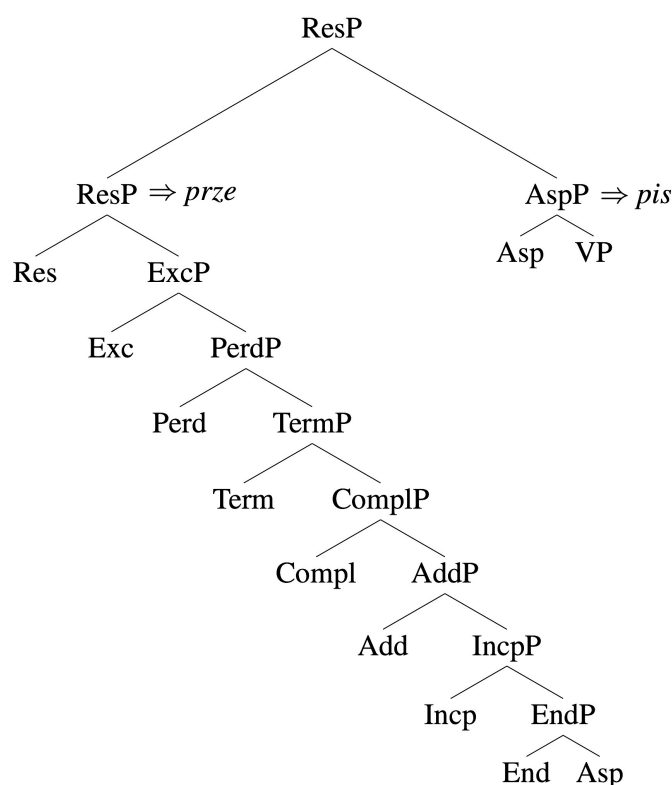 ResP
ResP ⇒ prze AspP ⇒ pis
Asp VP
Res ExcP
Exc PerdP
Perd TermP
Term ComplP
Compl AddP
Add IncpP
Incp EndP
End Asp